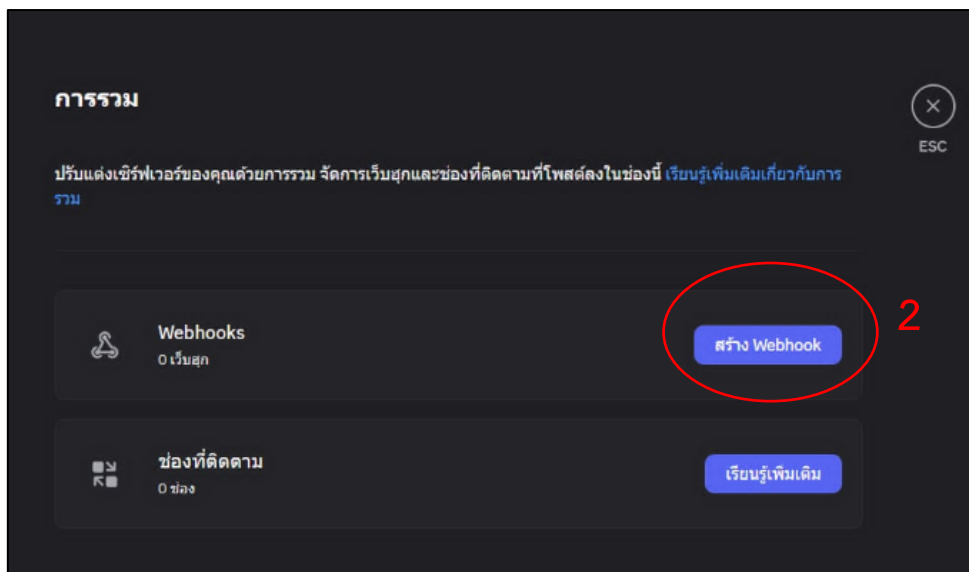 การรวม
ESC
ปรับแต่งเซิร์ฟเวอร์ของคุณด้วยการรวม จัดการเว็บฮุกและช่องที่ติดตามที่โพสต์ลงในช่องนี้ เรียนรู้เพิ่มเติมเกี่ยวกับการ
รวม
Webhooks
0 เว็บฮุก
สร้าง Webhook
2
ช่องที่ติดตาม
0 ช่อง
เรียนรู้เพิ่มเติม